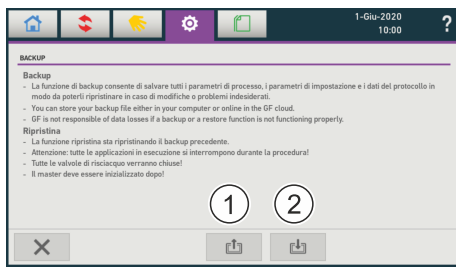 1-Giu-2020
10:00
?
BACKUP
Backup
- La funzione di backup consente di salvare tutti i parametri di processo, i parametri di impostazione e i dati del protocollo in
modo da poterli ripristinare in caso di modifiche o problemi indesiderati.
- You can store your backup file either in your computer or online in the GF cloud.
- GF is not responsible of data losses if a backup or a restore function is not functioning properly.
Ripristina
- La funzione ripristina sta ripristinando il backup precedente.
- Attenzione: tutte le applicazioni in esecuzione si interrompono durante la procedura!
- Tutte le valvole di risciacquo verranno chiuse!
- Il master deve essere inizializzato dopo!
1 2